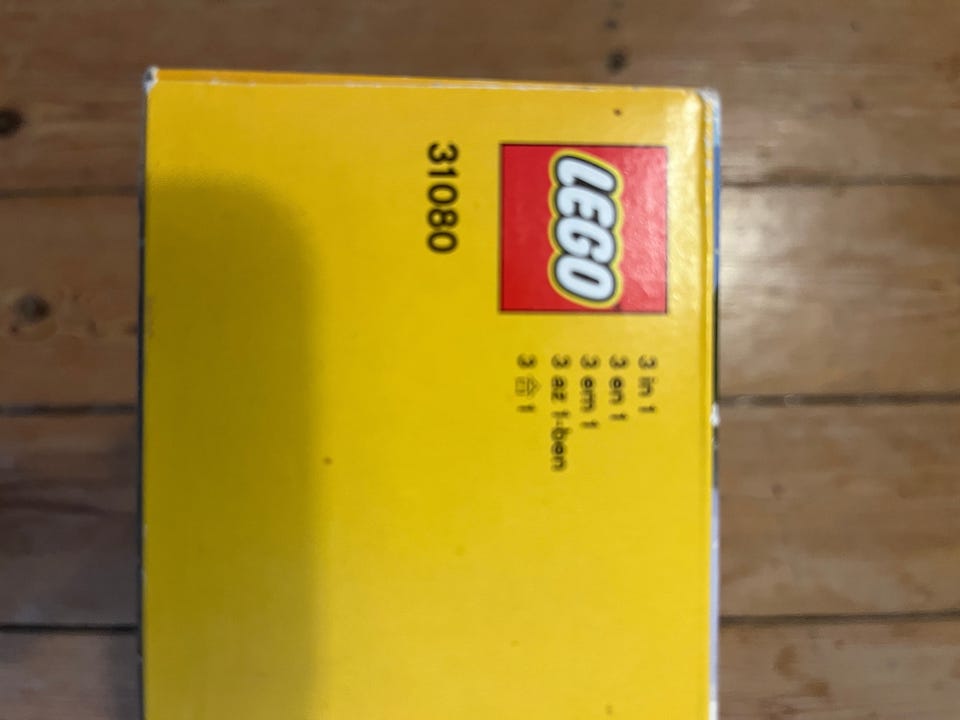 LEGO
31080
3 in 1
3 en 1
3 em 1
3 az 1-ben
3 合 1